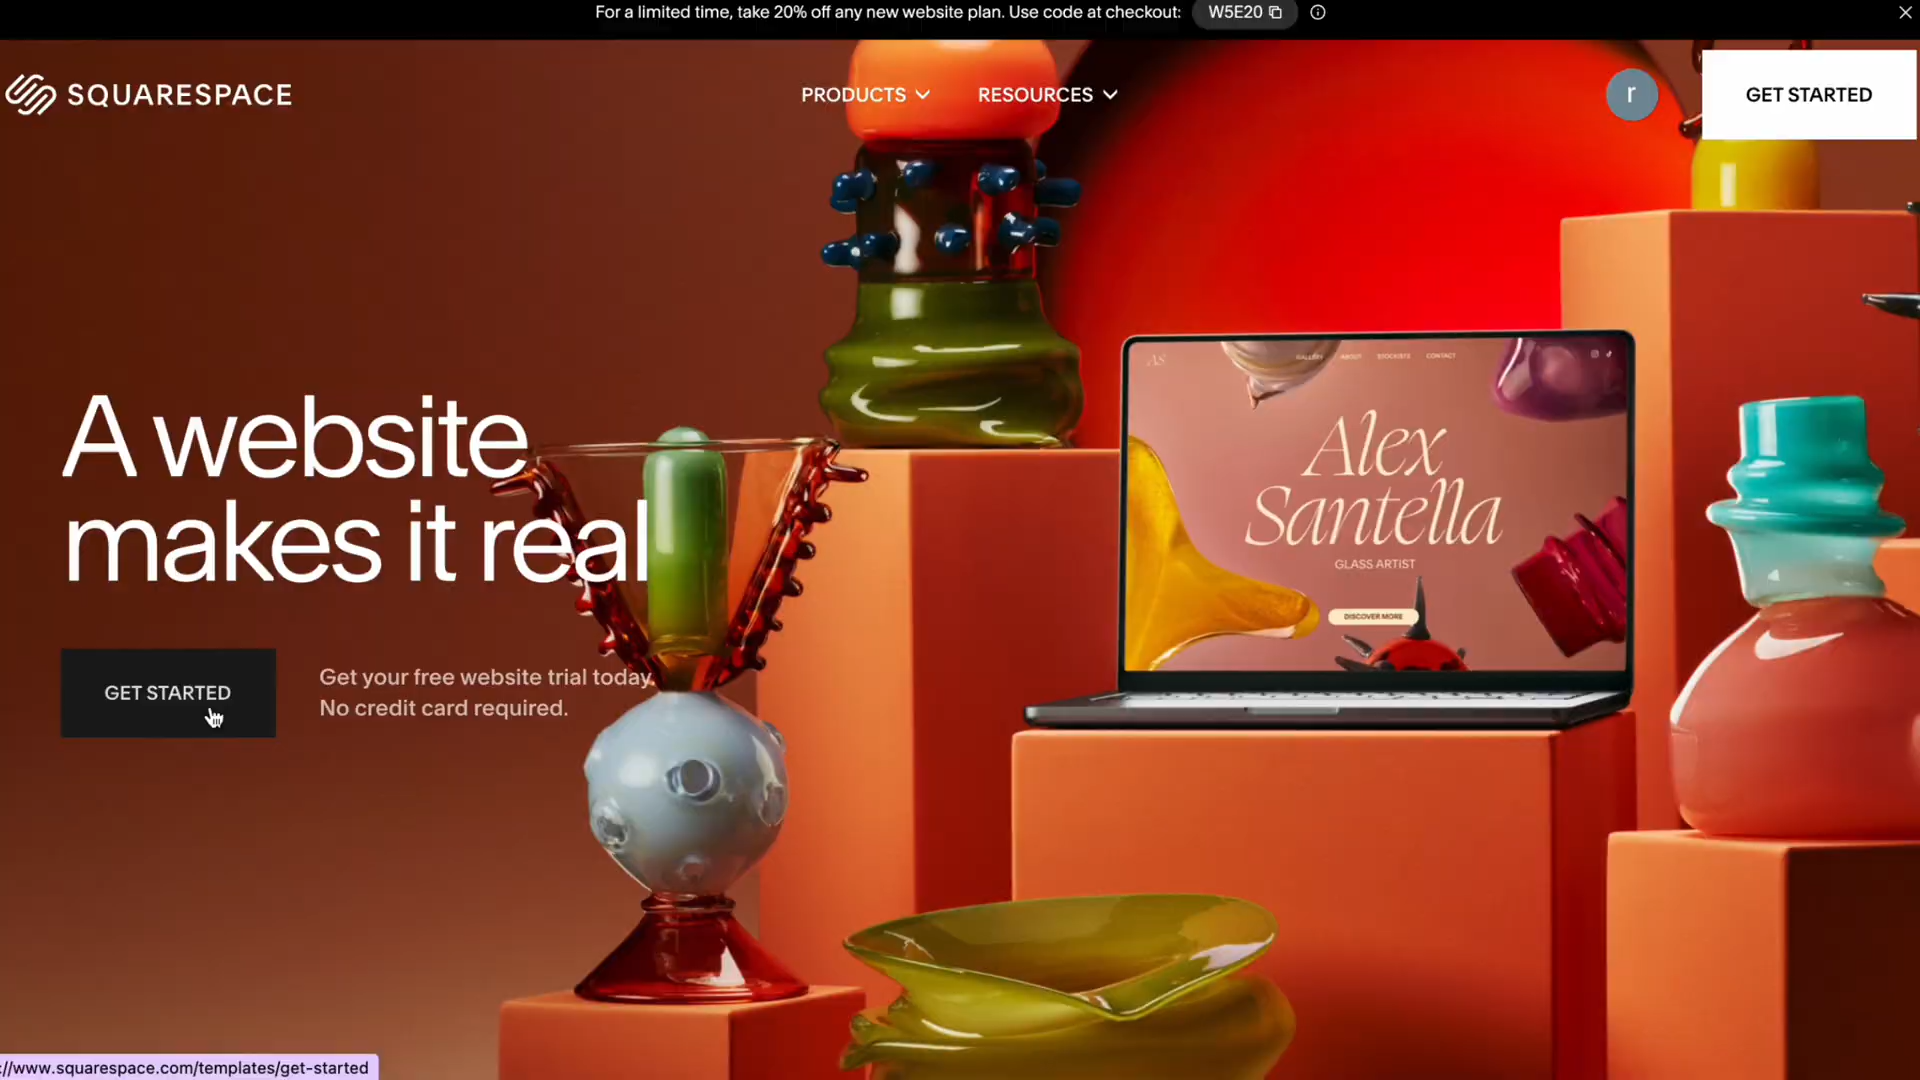 For a limited time, take 20% off any new website plan. Use code at checkout: W5E20
SQUARESPACE
PRODUCTS
RESOURCES
r
GET STARTED
A website
makes it real
GET STARTED
Get your free website trial today.
No credit card required.
AS
GALLERY ABOUT STOCKISTS CONTACT
Alex
Santella
GLASS ARTIST
DISCOVER MORE
://www.squarespace.com/templates/get-started